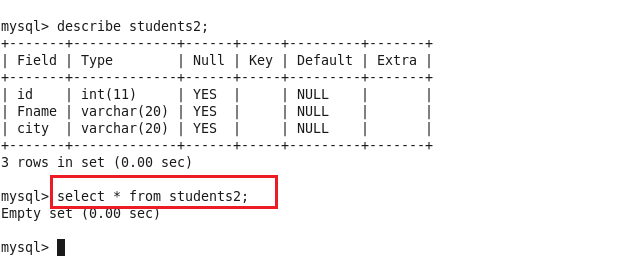 mysql> describe students2;
+-------+-------------+------+-----+---------+-------+
| Field | Type        | Null | Key | Default | Extra |
+-------+-------------+------+-----+---------+-------+
| id    | int(11)     | YES  |     | NULL    |       |
| Fname | varchar(20) | YES  |     | NULL    |       |
| city  | varchar(20) | YES  |     | NULL    |       |
+-------+-------------+------+-----+---------+-------+
3 rows in set (0.00 sec)
mysql> select * from students2;
Empty set (0.00 sec)
mysql>